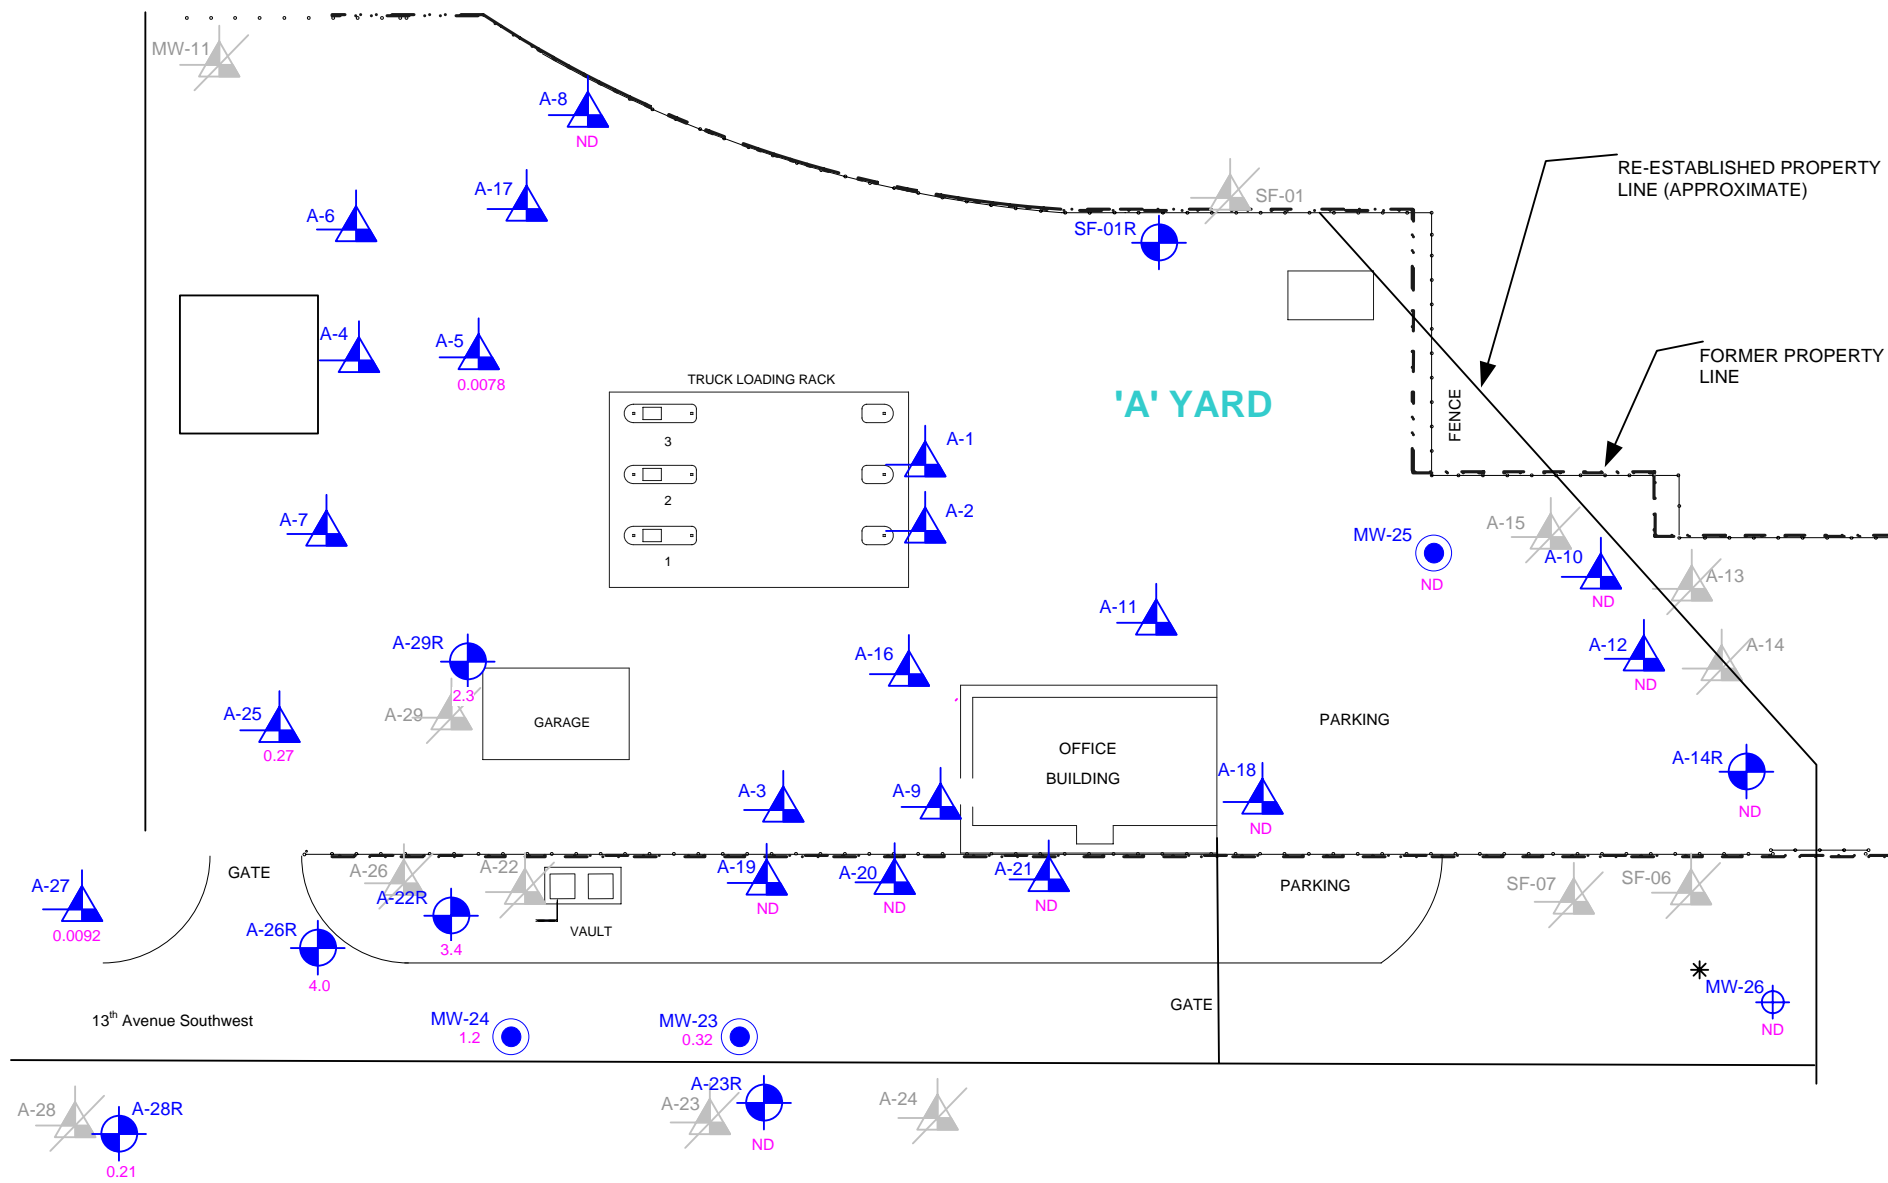 MW-11
A-8
ND
A-17
A-6
SF-01
SF-01R
RE-ESTABLISHED PROPERTY
LINE (APPROXIMATE)
A-4
A-5
0.0078
FORMER PROPERTY
LINE
TRUCK LOADING RACK
3
2
1
'A' YARD
FENCE
A-1
A-2
A-7
MW-25
ND
A-15
A-10
ND
A-13
A-11
A-12
ND
A-14
A-29R
2.3
A-16
A-29
A-25
0.27
GARAGE
PARKING
OFFICE
BUILDING
A-14R
ND
A-3
A-9
A-18
ND
GATE
A-27
0.0092
A-26
A-22
A-22R
3.4
VAULT
A-19
ND
A-20
ND
A-21
ND
PARKING
SF-07
SF-06
A-26R
4.0
GATE
MW-26
ND
13th Avenue Southwest
MW-24
1.2
MW-23
0.32
A-28
A-28R
0.21
A-23
A-23R
ND
A-24